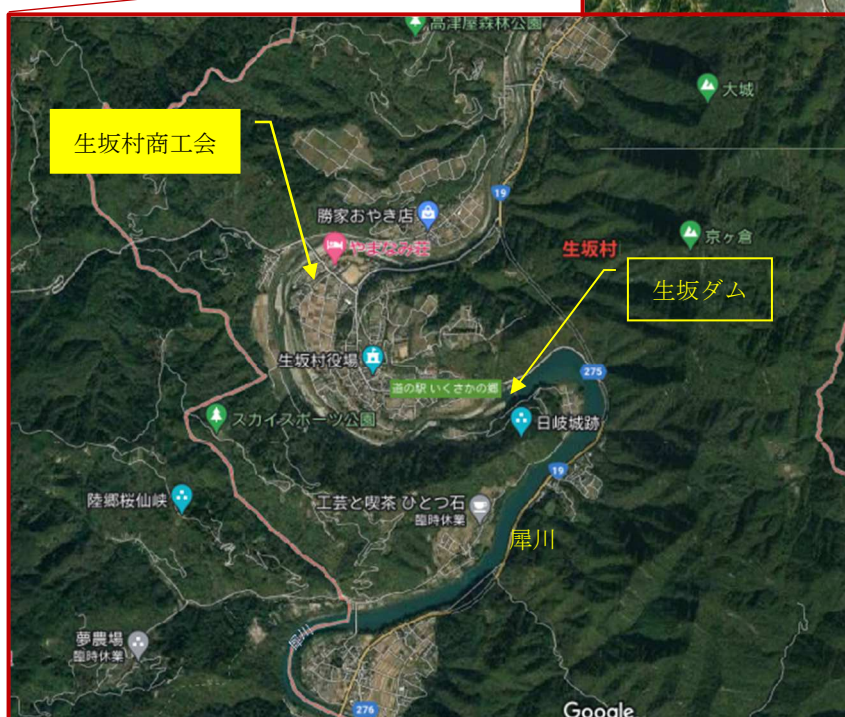 高津屋森林公園
大城
生坂村商工会
19
勝家おやき店
やまなみ荘
生坂村
京ヶ倉
生坂ダム
生坂村役場
275
道の駅 いくさかの郷
スカイスポーツ公園
日岐城跡
19
陸郷桜仙峡
工芸と喫茶 ひとつ石
臨時休業
犀川
夢農場
臨時休業
犀川
276
Google